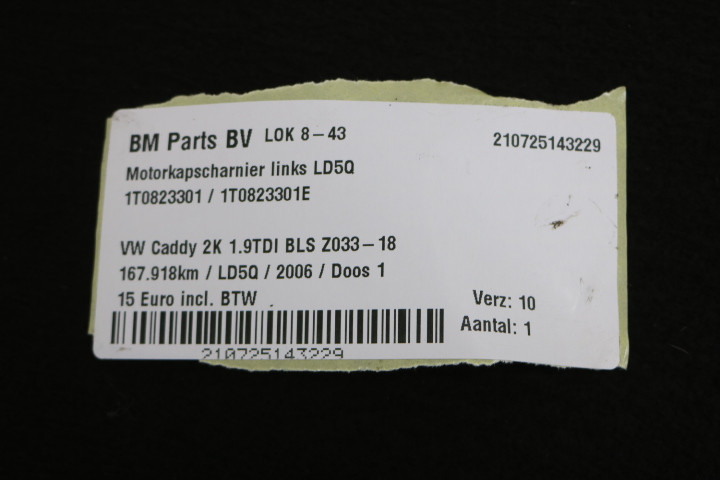 BM Parts BV LOK 8-43 210725143229
Motorkapscharnier links LD5Q
1T0823301 / 1T0823301E
VW Caddy 2K 1.9TDI BLS Z033-18
167.918km / LD5Q / 2006 / Doos 1
15 Euro incl. BTW Verz: 10
Aantal: 1
210725143229